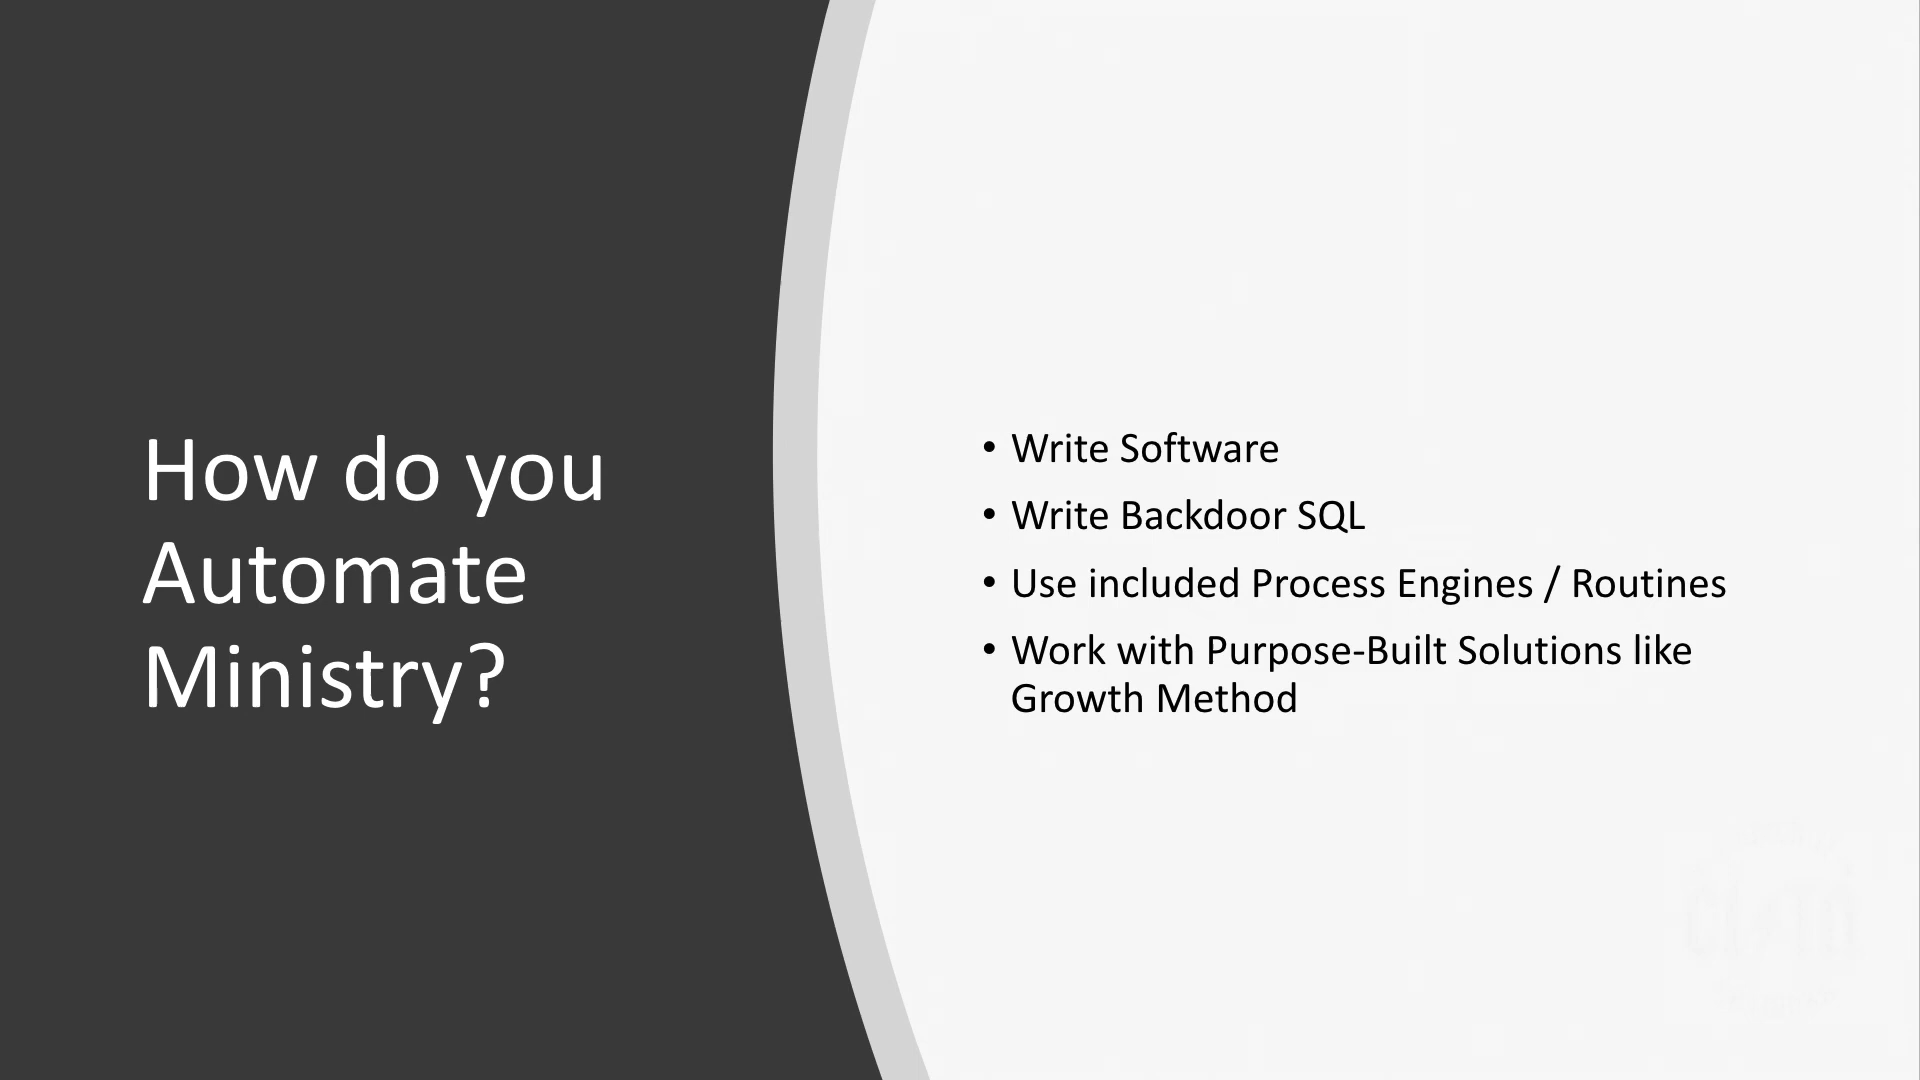 How do you
Automate
Ministry?
• Write Software
• Write Backdoor SQL
• Use included Process Engines / Routines
• Work with Purpose-Built Solutions like
Growth Method